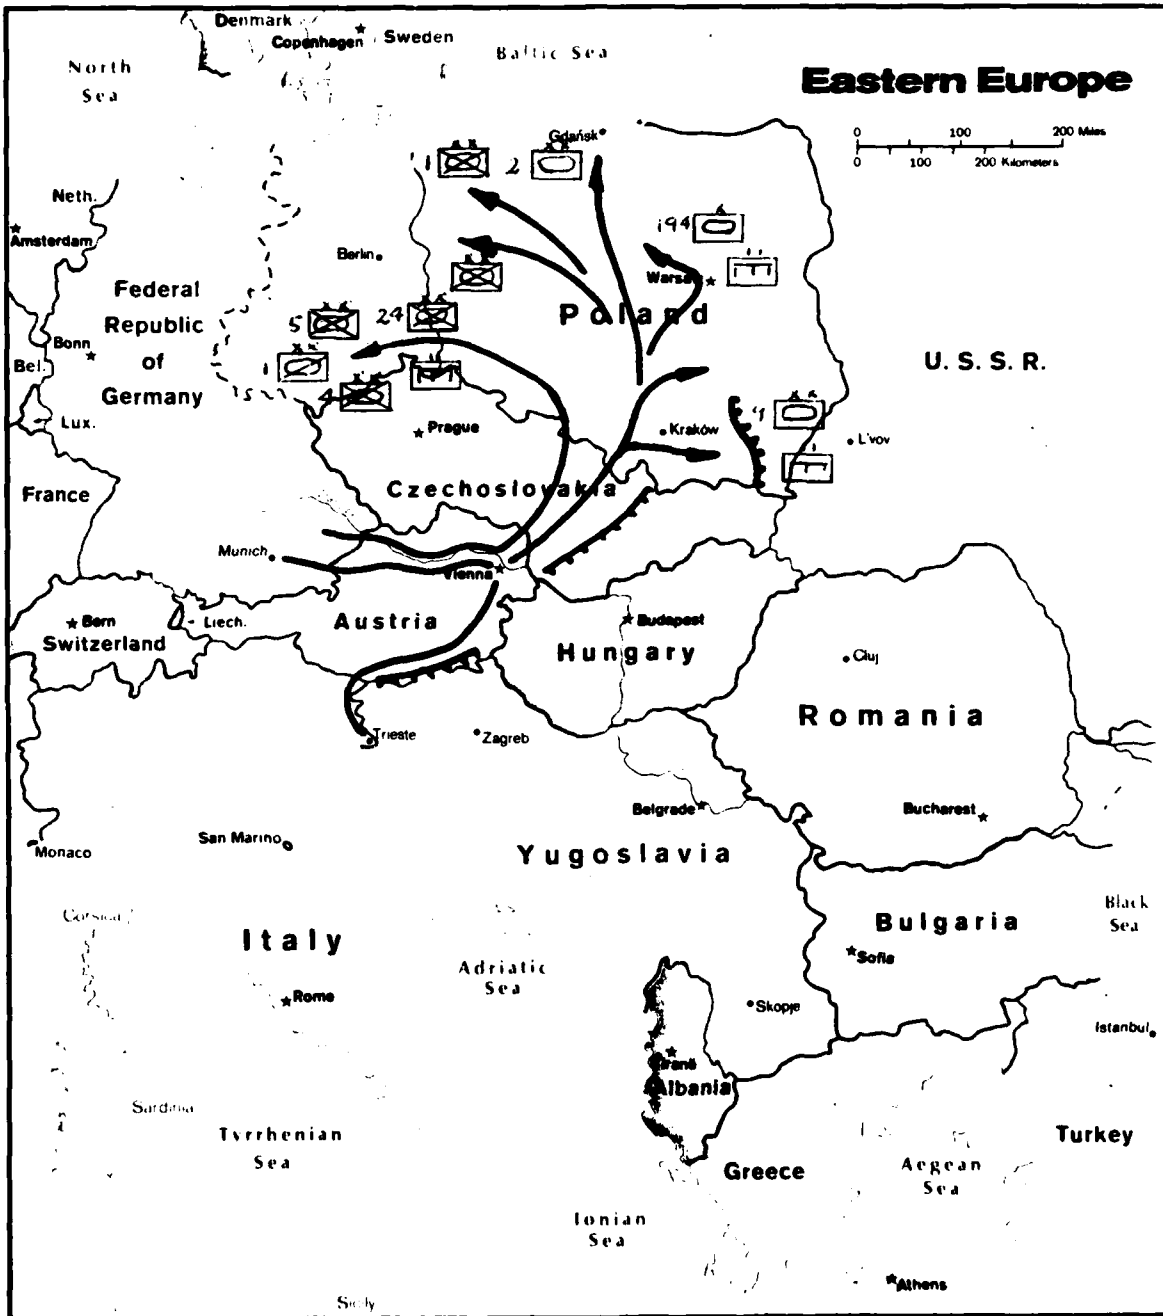 Denmark
Copenhagen
Sweden
Baltic Sea
North
Sea
Eastern Europe
0 100 200 Miles
0 100 200 Kilometers
Gdańsk
1
2
Neth.
Amsterdam
194
Berlin
Warsaw
Federal
Republic
of
Germany
Poland
5
24
Bonn
Bel.
1
U.S.S.R.
4
Lux.
Prague
Kraków
9
L'vov
France
Czechoslovakia
Munich
Vienna
Bern
Switzerland
Liech.
Austria
Budapest
Hungary
Cluj
Romania
Trieste
Zagreb
Belgrade
Bucharest
Monaco
San Marino
Yugoslavia
Corsica
Italy
Bulgaria
Black
Sea
Adriatic
Sea
Sofia
Rome
Skopje
Istanbul
Tiranë
Albania
Sardinia
Tyrrhenian
Sea
Greece
Aegean
Sea
Turkey
Ionian
Sea
Athens
Sicily